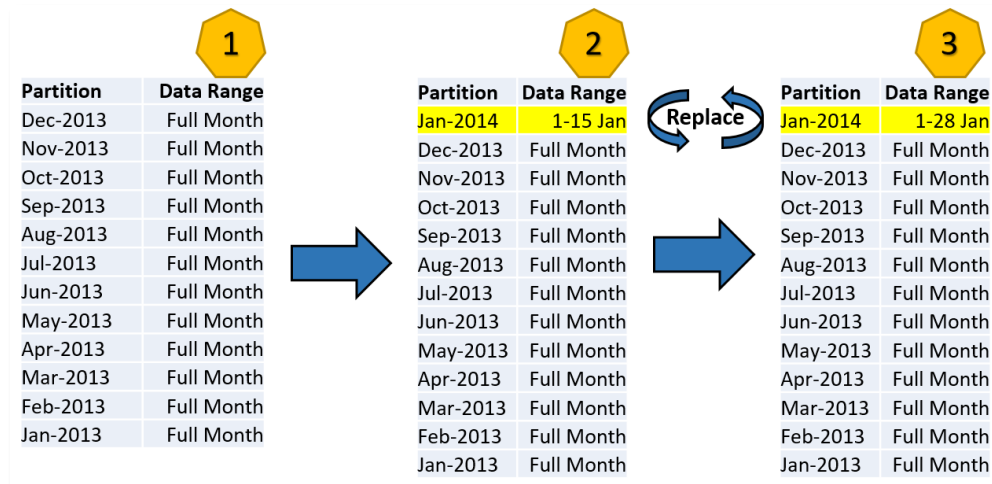 1
Partition Data Range
Dec-2013 Full Month
Nov-2013 Full Month
Oct-2013 Full Month
Sep-2013 Full Month
Aug-2013 Full Month
Jul-2013 Full Month
Jun-2013 Full Month
May-2013 Full Month
Apr-2013 Full Month
Mar-2013 Full Month
Feb-2013 Full Month
Jan-2013 Full Month
2
Partition Data Range
Jan-2014 1-15 Jan
Dec-2013 Full Month
Nov-2013 Full Month
Oct-2013 Full Month
Sep-2013 Full Month
Aug-2013 Full Month
Jul-2013 Full Month
Jun-2013 Full Month
May-2013 Full Month
Apr-2013 Full Month
Mar-2013 Full Month
Feb-2013 Full Month
Jan-2013 Full Month
Replace
3
Partition Data Range
Jan-2014 1-28 Jan
Dec-2013 Full Month
Nov-2013 Full Month
Oct-2013 Full Month
Sep-2013 Full Month
Aug-2013 Full Month
Jul-2013 Full Month
Jun-2013 Full Month
May-2013 Full Month
Apr-2013 Full Month
Mar-2013 Full Month
Feb-2013 Full Month
Jan-2013 Full Month